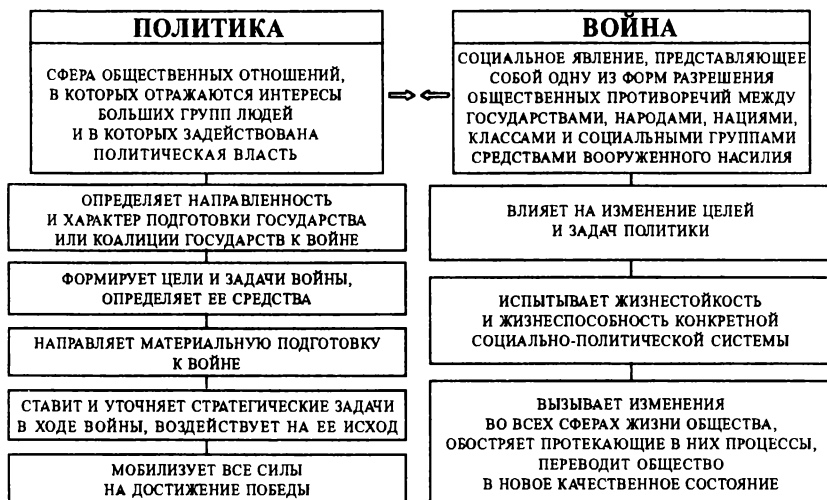 ПОЛИТИКА
СФЕРА ОБЩЕСТВЕННЫХ ОТНОШЕНИЙ,
В КОТОРЫХ ОТРАЖАЮТСЯ ИНТЕРЕСЫ
БОЛЬШИХ ГРУПП ЛЮДЕЙ
И В КОТОРЫХ ЗАДЕЙСТВОВАНА
ПОЛИТИЧЕСКАЯ ВЛАСТЬ
ОПРЕДЕЛЯЕТ НАПРАВЛЕННОСТЬ
И ХАРАКТЕР ПОДГОТОВКИ ГОСУДАРСТВА
ИЛИ КОАЛИЦИИ ГОСУДАРСТВ К ВОЙНЕ
ФОРМИРУЕТ ЦЕЛИ И ЗАДАЧИ ВОЙНЫ,
ОПРЕДЕЛЯЕТ ЕЕ СРЕДСТВА
НАПРАВЛЯЕТ МАТЕРИАЛЬНУЮ ПОДГОТОВКУ
К ВОЙНЕ
СТАВИТ И УТОЧНЯЕТ СТРАТЕГИЧЕСКИЕ ЗАДАЧИ
В ХОДЕ ВОЙНЫ, ВОЗДЕЙСТВУЕТ НА ЕЕ ИСХОД
МОБИЛИЗУЕТ ВСЕ СИЛЫ
НА ДОСТИЖЕНИЕ ПОБЕДЫ
ВОЙНА
СОЦИАЛЬНОЕ ЯВЛЕНИЕ, ПРЕДСТАВЛЯЮЩЕЕ
СОБОЙ ОДНУ ИЗ ФОРМ РАЗРЕШЕНИЯ
ОБЩЕСТВЕННЫХ ПРОТИВОРЕЧИЙ МЕЖДУ
ГОСУДАРСТВАМИ, НАРОДАМИ, НАЦИЯМИ,
КЛАССАМИ И СОЦИАЛЬНЫМИ ГРУППАМИ
СРЕДСТВАМИ ВООРУЖЕННОГО НАСИЛИЯ
ВЛИЯЕТ НА ИЗМЕНЕНИЕ ЦЕЛЕЙ
И ЗАДАЧ ПОЛИТИКИ
ИСПЫТЫВАЕТ ЖИЗНЕСТОЙКОСТЬ
И ЖИЗНЕСПОСОБНОСТЬ КОНКРЕТНОЙ
СОЦИАЛЬНО-ПОЛИТИЧЕСКОЙ СИСТЕМЫ
ВЫЗЫВАЕТ ИЗМЕНЕНИЯ
ВО ВСЕХ СФЕРАХ ЖИЗНИ ОБЩЕСТВА,
ОБОСТРЯЕТ ПРОТЕКАЮЩИЕ В НИХ ПРОЦЕССЫ,
ПЕРЕВОДИТ ОБЩЕСТВО
В НОВОЕ КАЧЕСТВЕННОЕ СОСТОЯНИЕ